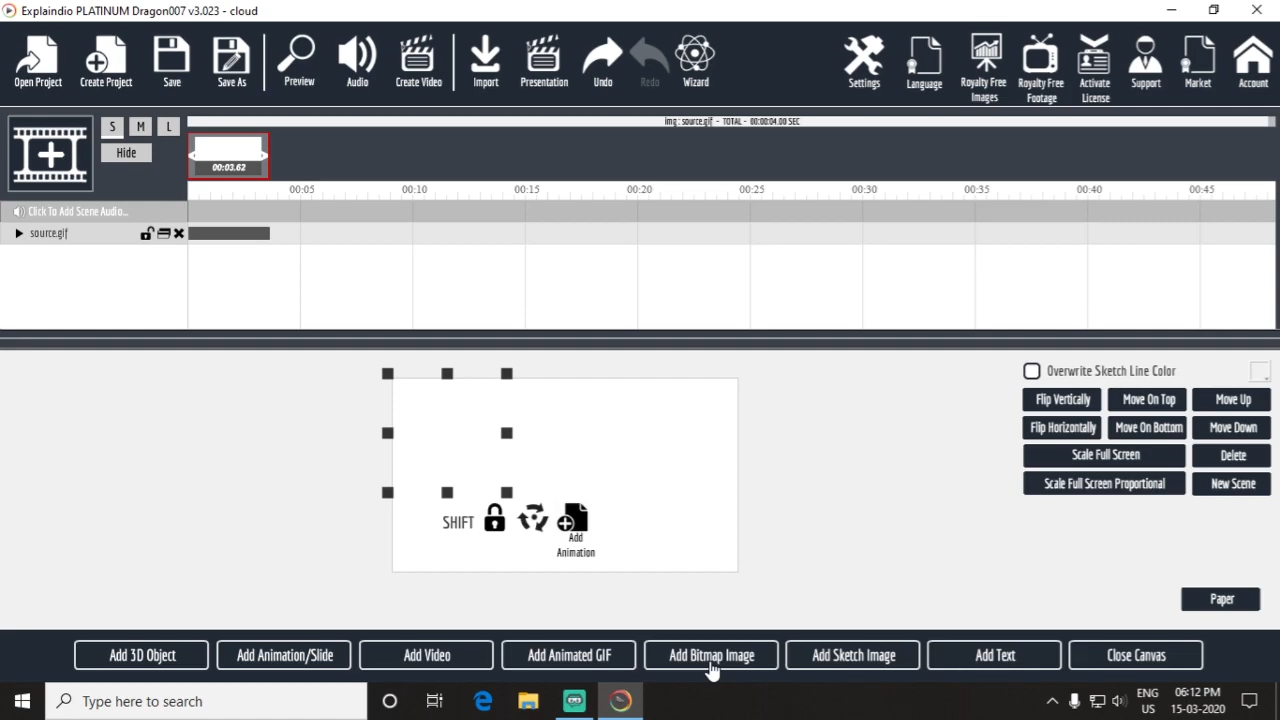 Explaindio PLATINUM Dragon007 v3.023 - cloud
Open Project
Create Project
Save
Save As
Preview
Audio
Create Video
Import
Presentation
Undo
Redo
Wizard
Settings
Language
Royalty Free Images
Royalty Free Footage
Activate License
Support
Market
Account
S M L
Hide
img : source.gif - TOTAL - 00:00:04.00 SEC
00:03.62
00:05 00:10 00:15 00:20 00:25 00:30 00:35 00:40 00:45
Click To Add Scene Audio...
source.gif
Overwrite Sketch Line Color
Flip Vertically Move On Top Move Up
Flip Horizontally Move On Bottom Move Down
Scale Full Screen Delete
Scale Full Screen Proportional New Scene
SHIFT
Add
Animation
Paper
Add 3D Object Add Animation/Slide Add Video Add Animated GIF Add Bitmap Image Add Sketch Image Add Text Close Canvas
Type here to search
ENG
US
06:12 PM
15-03-2020